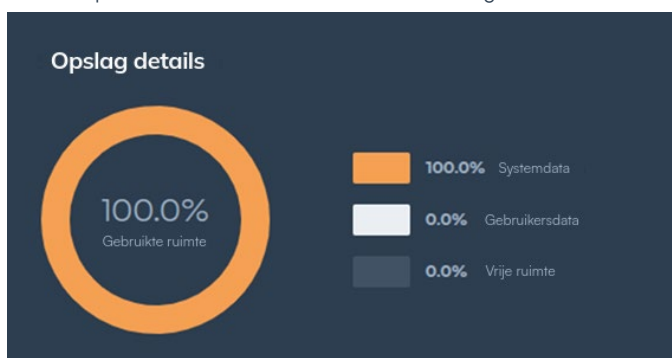 Opslag details
100.0%
Gebruikte ruimte
100.0% Systemdata
0.0% Gebruikersdata
0.0% Vrije ruimte